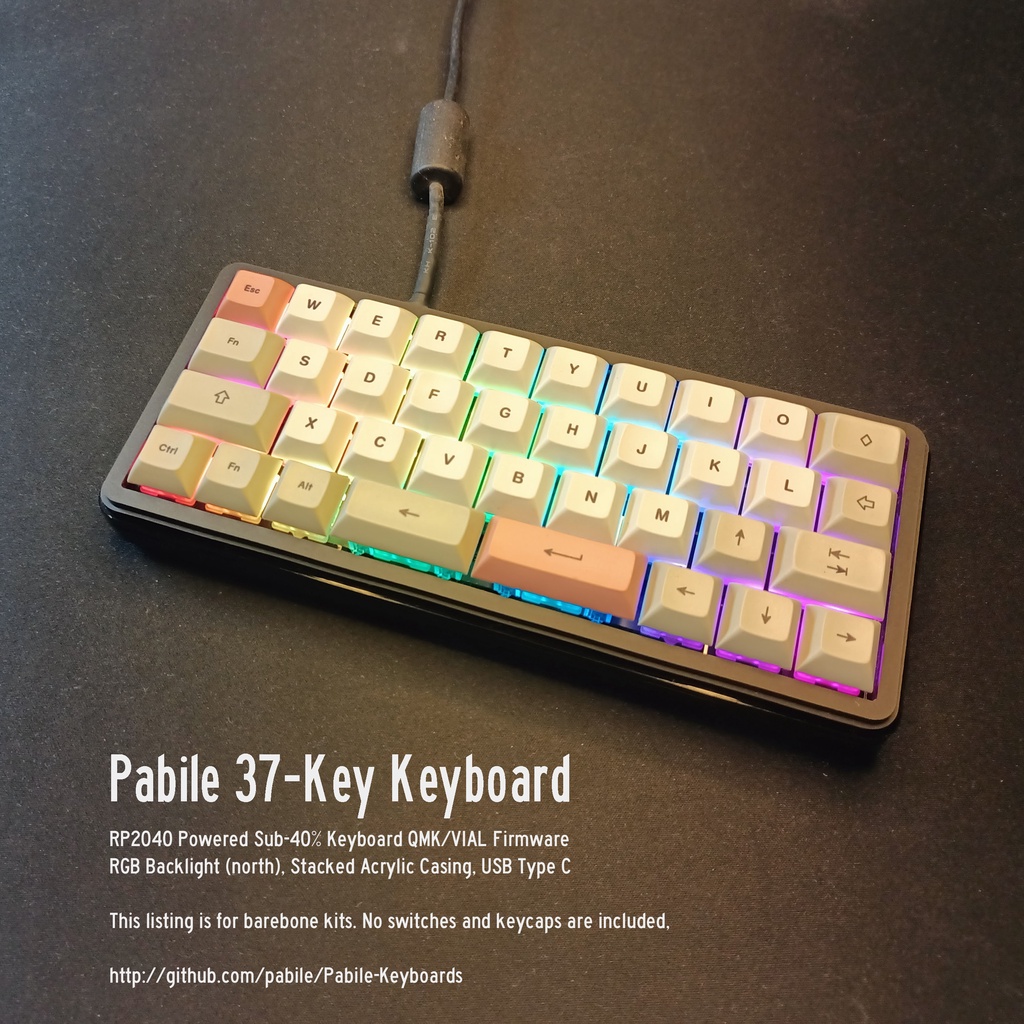 K-102
Esc W E R T Y U I O ◇
Fn S D F G H J K L ⇦
⇧ X C V B N M ↑ ⇤⇥
Ctrl Fn Alt ← ↵ ← ↓ →
Pabile 37-Key Keyboard
RP2040 Powered Sub-40% Keyboard QMK/VIAL Firmware
RGB Backlight (north), Stacked Acrylic Casing, USB Type C
This listing is for barebone kits. No switches and keycaps are included,
http://github.com/pabile/Pabile-Keyboards